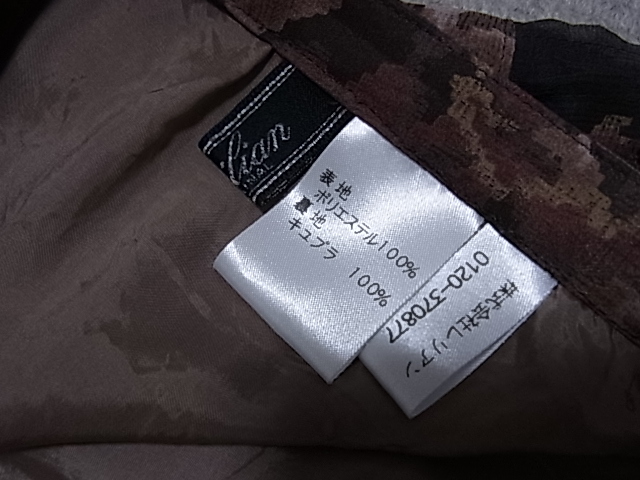 lian
表地
ポリエステル100%
裏地
キュプラ 100%
株式会社レリアン
0120-370877